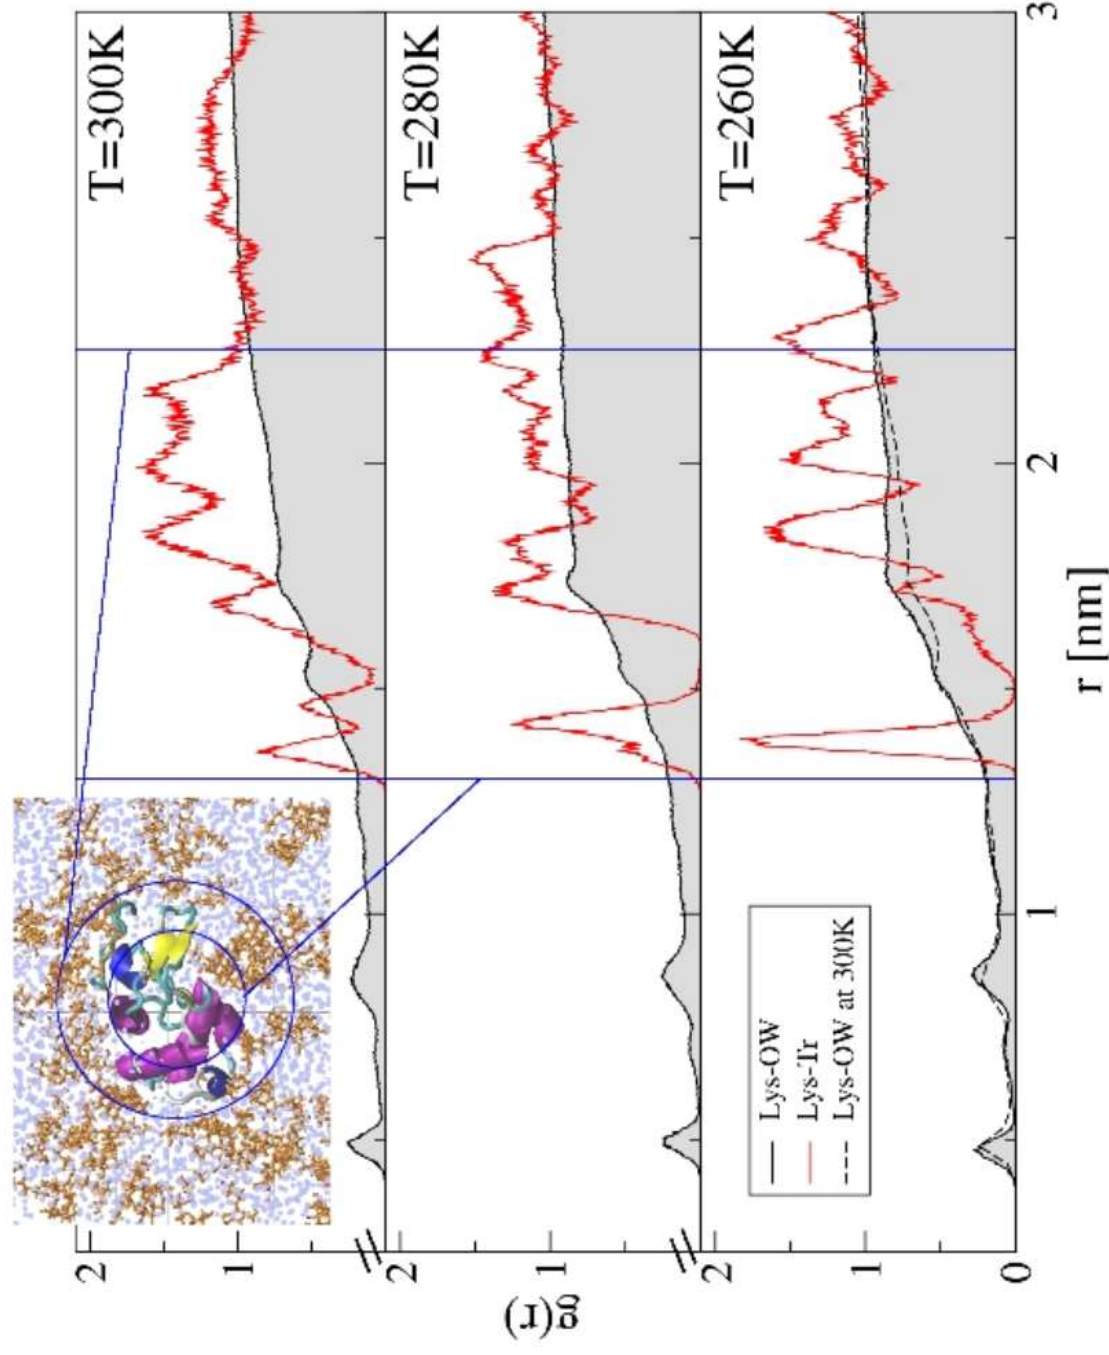 T=300K
2
1
T=280K
2
1
g(r)
T=260K
Lys-OW
Lys-Tr
Lys-OW at 300K
2
1
0
1
2
3
r [nm]